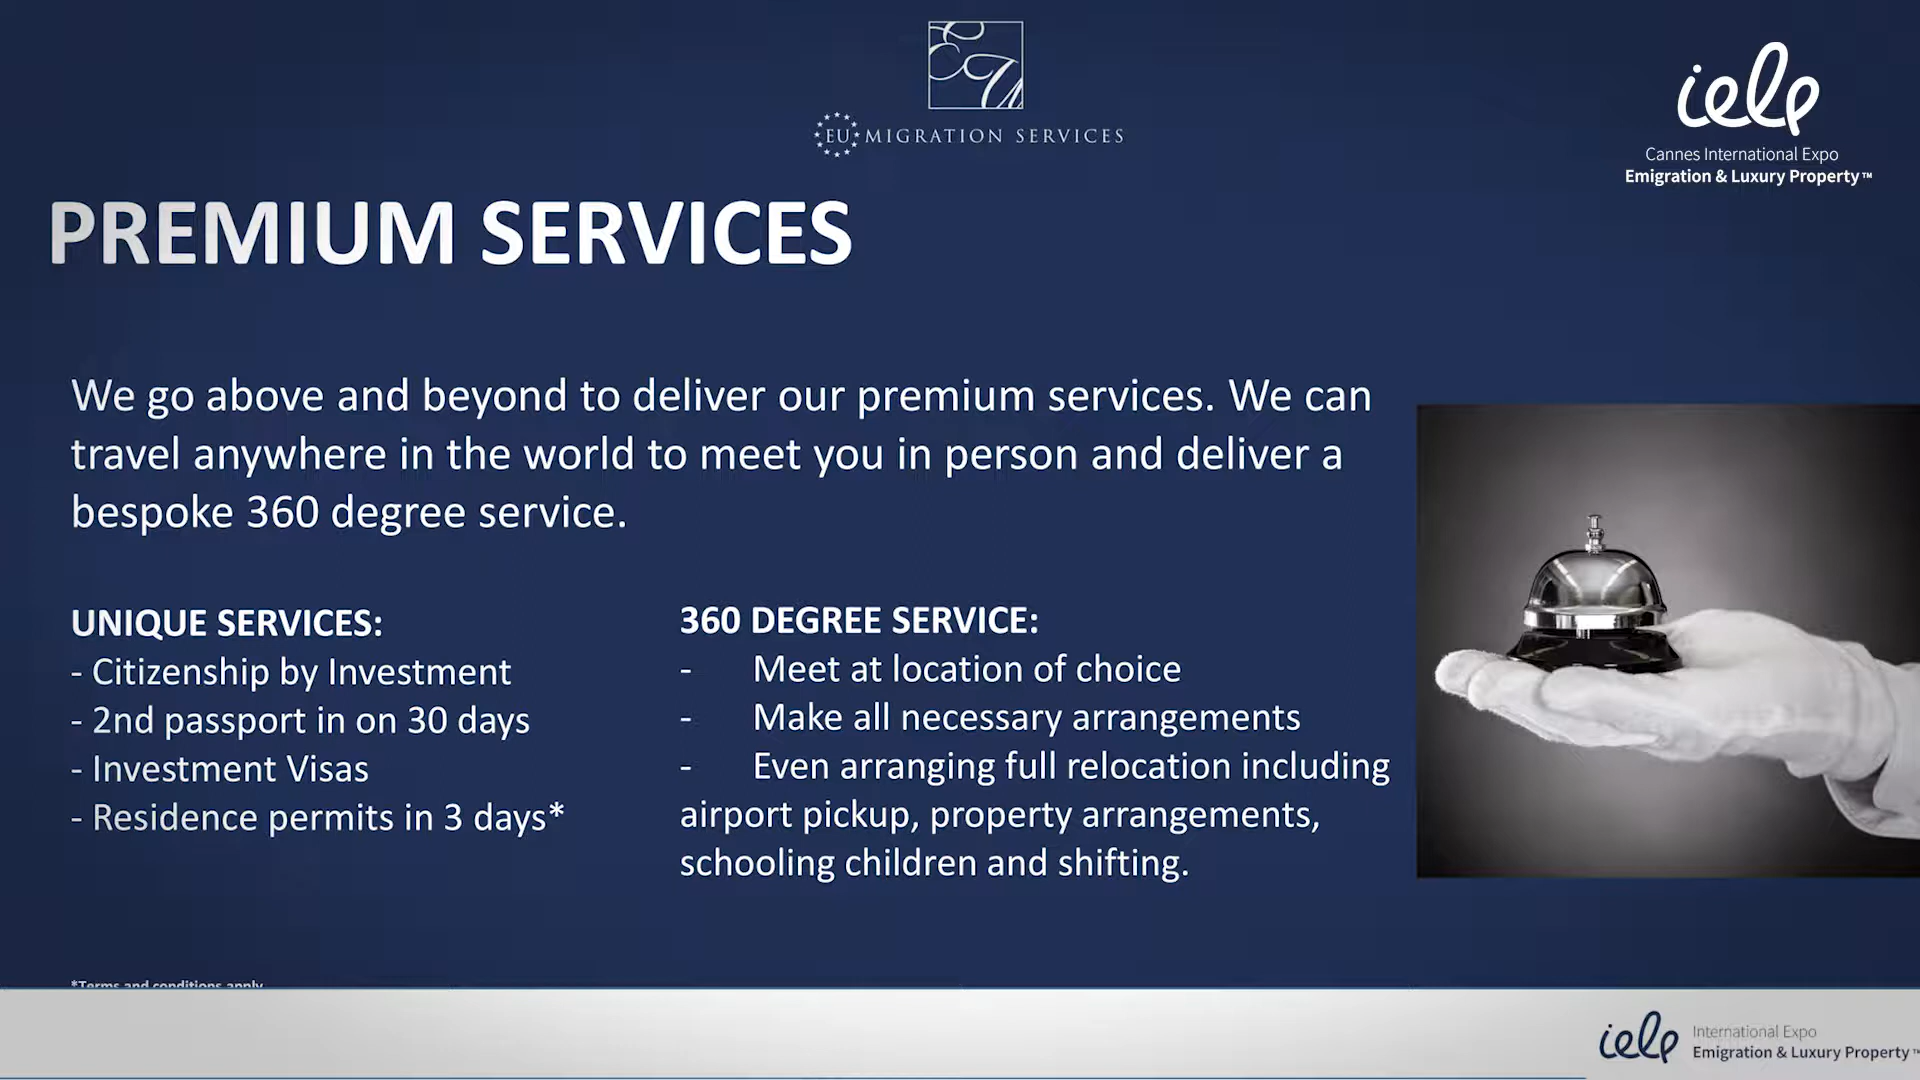 EU
EU MIGRATION SERVICES
ielp
Cannes International Expo
Emigration & Luxury Property™
PREMIUM SERVICES
We go above and beyond to deliver our premium services. We can
travel anywhere in the world to meet you in person and deliver a
bespoke 360 degree service.
UNIQUE SERVICES:
- Citizenship by Investment
- 2nd passport in on 30 days
- Investment Visas
- Residence permits in 3 days*
360 DEGREE SERVICE:
- Meet at location of choice
- Make all necessary arrangements
- Even arranging full relocation including
airport pickup, property arrangements,
schooling children and shifting.
*Terms and conditions apply
ielp
International Expo
Emigration & Luxury Property™